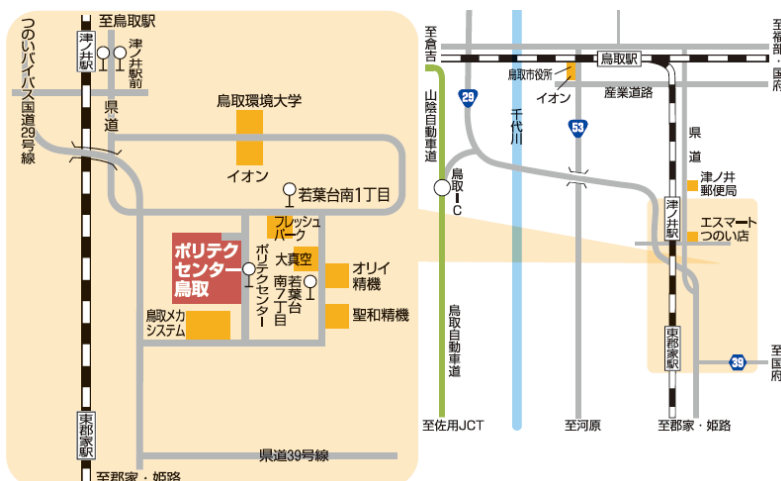 至鳥取駅
つのいバイパス国道29号線
津ノ井駅
津ノ井駅前
県道
鳥取環境大学
イオン
若葉台南1丁目
フレッシュ
パーク
ポリテク
センター
鳥取
ポリテクセンター
大真空
若葉台
南7丁目
オリイ
精機
聖和精機
鳥取メカ
システム
東郡家駅
県道39号線
至郡家・姫路
至倉吉
山陰自動車道
29
千代川
鳥取市役所
イオン
53
鳥取駅
産業道路
至福部・国府
県道
鳥取IC
津ノ井
郵便局
津ノ井駅
エスマート
つのい店
鳥取自動車道
東郡家駅
39
至国府
至佐用JCT
至河原
至郡家・姫路